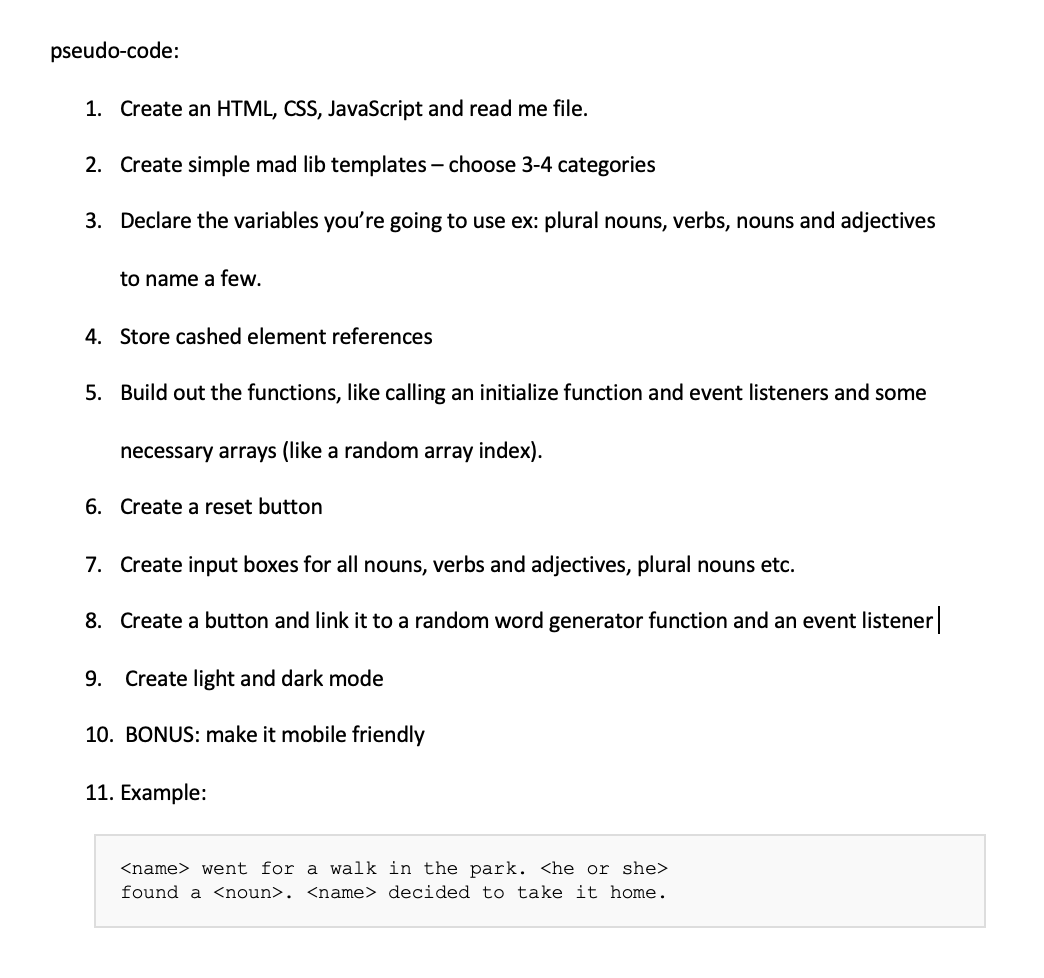 pseudo-code:
1. Create an HTML, CSS, JavaScript and read me file.
2. Create simple mad lib templates – choose 3-4 categories
3. Declare the variables you’re going to use ex: plural nouns, verbs, nouns and adjectives
to name a few.
4. Store cashed element references
5. Build out the functions, like calling an initialize function and event listeners and some
necessary arrays (like a random array index).
6. Create a reset button
7. Create input boxes for all nouns, verbs and adjectives, plural nouns etc.
8. Create a button and link it to a random word generator function and an event listener
9. Create light and dark mode
10. BONUS: make it mobile friendly
11. Example:
<name> went for a walk in the park. <he or she>
found a <noun>. <name> decided to take it home.